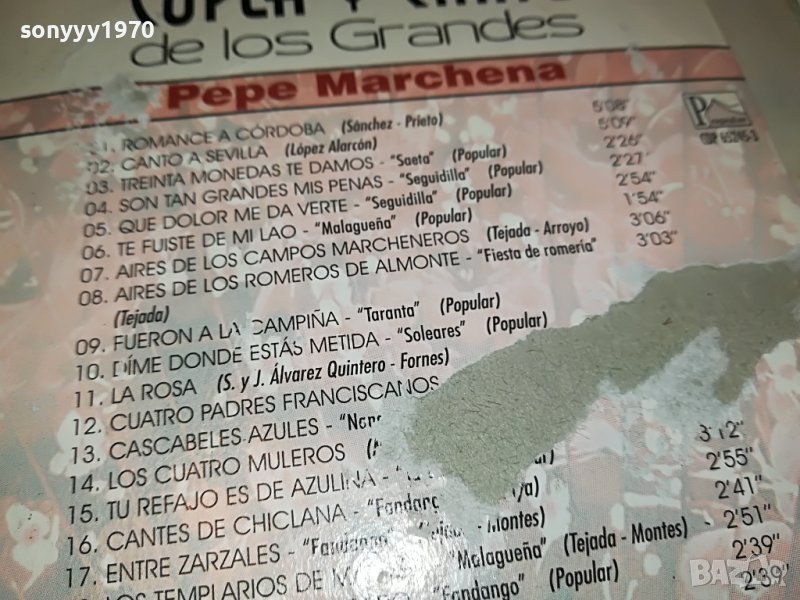 sonyyy1970
de los Grandes
Pepe Marchena
01. ROMANCE A CÓRDOBA (Sánchez - Prieto) 5'08"
02. CANTO A SEVILLA (López Alarcón) 5'09"
03. TREINTA MONEDAS TE DAMOS - "Saeta" (Popular) 2'26"
04. SON TAN GRANDES MIS PENAS - "Seguidilla" (Popular) 2'27"
05. QUE DOLOR ME DA VERTE - "Seguidilla" (Popular) 2'54"
06. TE FUISTE DE MI LAO - "Malagueña" (Popular) 1'54"
07. AIRES DE LOS CAMPOS MARCHENEROS (Tejada - Arroyo) 3'06"
08. AIRES DE LOS ROMEROS DE ALMONTE - "Fiesta de romería" 3'03"
(Tejada)
09. FUERON A LA CAMPIÑA - "Taranta" (Popular)
10. DÍME DONDE ESTÁS METIDA - "Soleares" (Popular)
11. LA ROSA (S. y J. Álvarez Quintero - Fornes)
12. CUATRO PADRES FRANCISCANOS
13. CASCABELES AZULES -
14. LOS CUATRO MULEROS 3'12"
15. TU REFAJO ES DE AZULINA - 2'55"
16. CANTES DE CHICLANA - 2'41"
17. ENTRE ZARZALES - - Montes) - 2'51"
LOS TEMPLARIOS DE "Malagueña" (Tejada - Montes) - 2'39"
"Fandango" (Popular) 2'39"
BAZAR